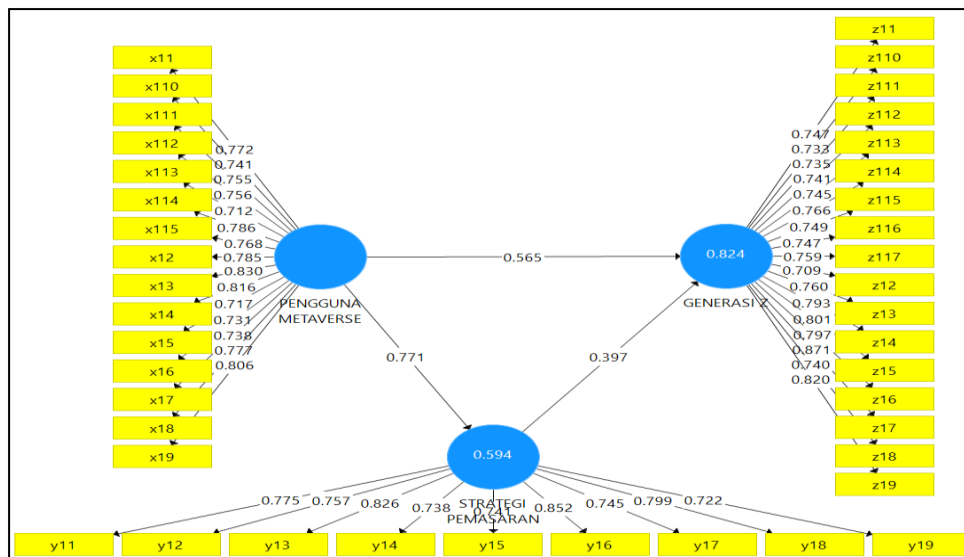 x11
x110
x111
x112
x113
x114
x115
x12
x13
x14
x15
x16
x17
x18
x19
0.772
0.741
0.755
0.756
0.712
0.786
0.768
0.785
0.830
0.816
0.717
0.731
0.738
0.777
0.806
PENGGUNA
METAVERSE
0.565
0.771
0.397
0.824
GENERASI Z
0.747
0.733
0.735
0.741
0.745
0.766
0.749
0.747
0.759
0.709
0.760
0.793
0.801
0.797
0.871
0.740
0.820
z11
z110
z111
z112
z113
z114
z115
z116
z117
z12
z13
z14
z15
z16
z17
z18
z19
0.594
STRATEGI
PEMASARAN
0.775
0.757
0.826
0.738
0.741
0.852
0.745
0.799
0.722
y11
y12
y13
y14
y15
y16
y17
y18
y19